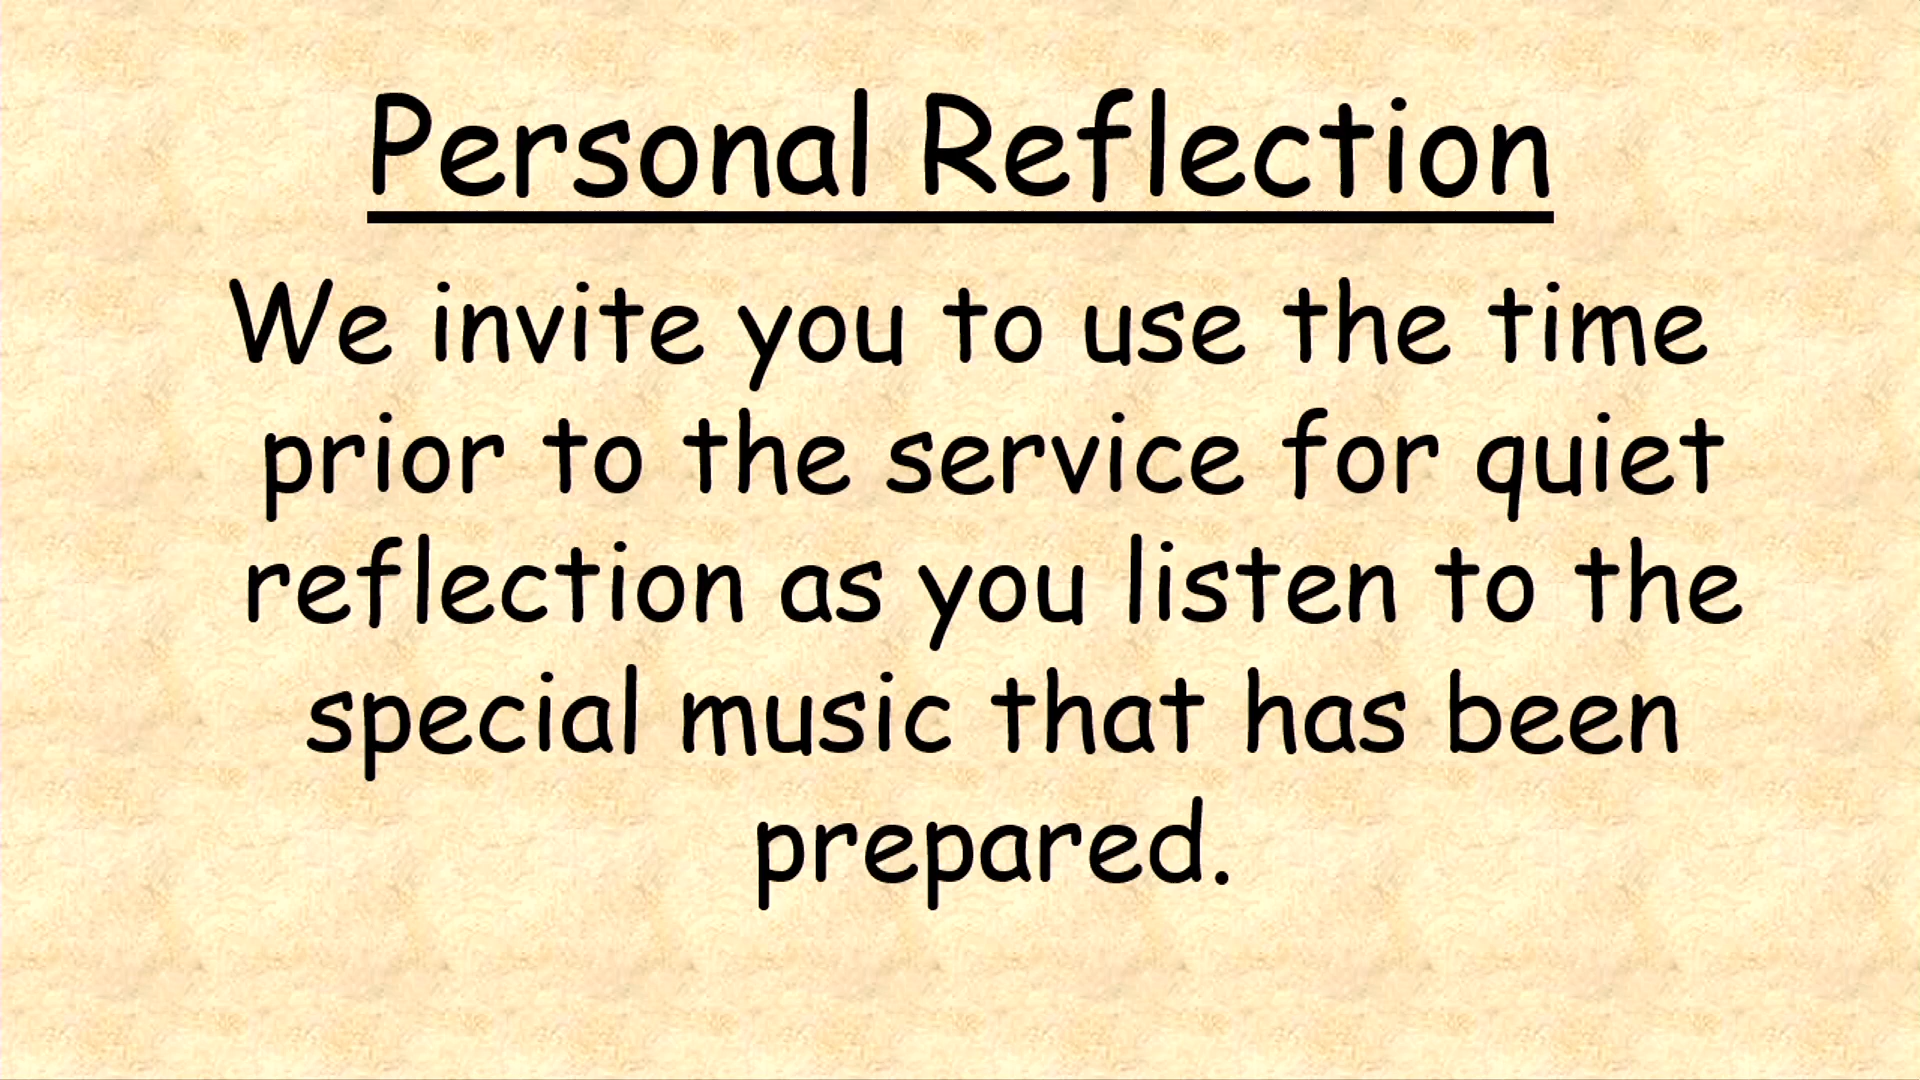 Personal Reflection
We invite you to use the time
prior to the service for quiet
reflection as you listen to the
special music that has been
prepared.